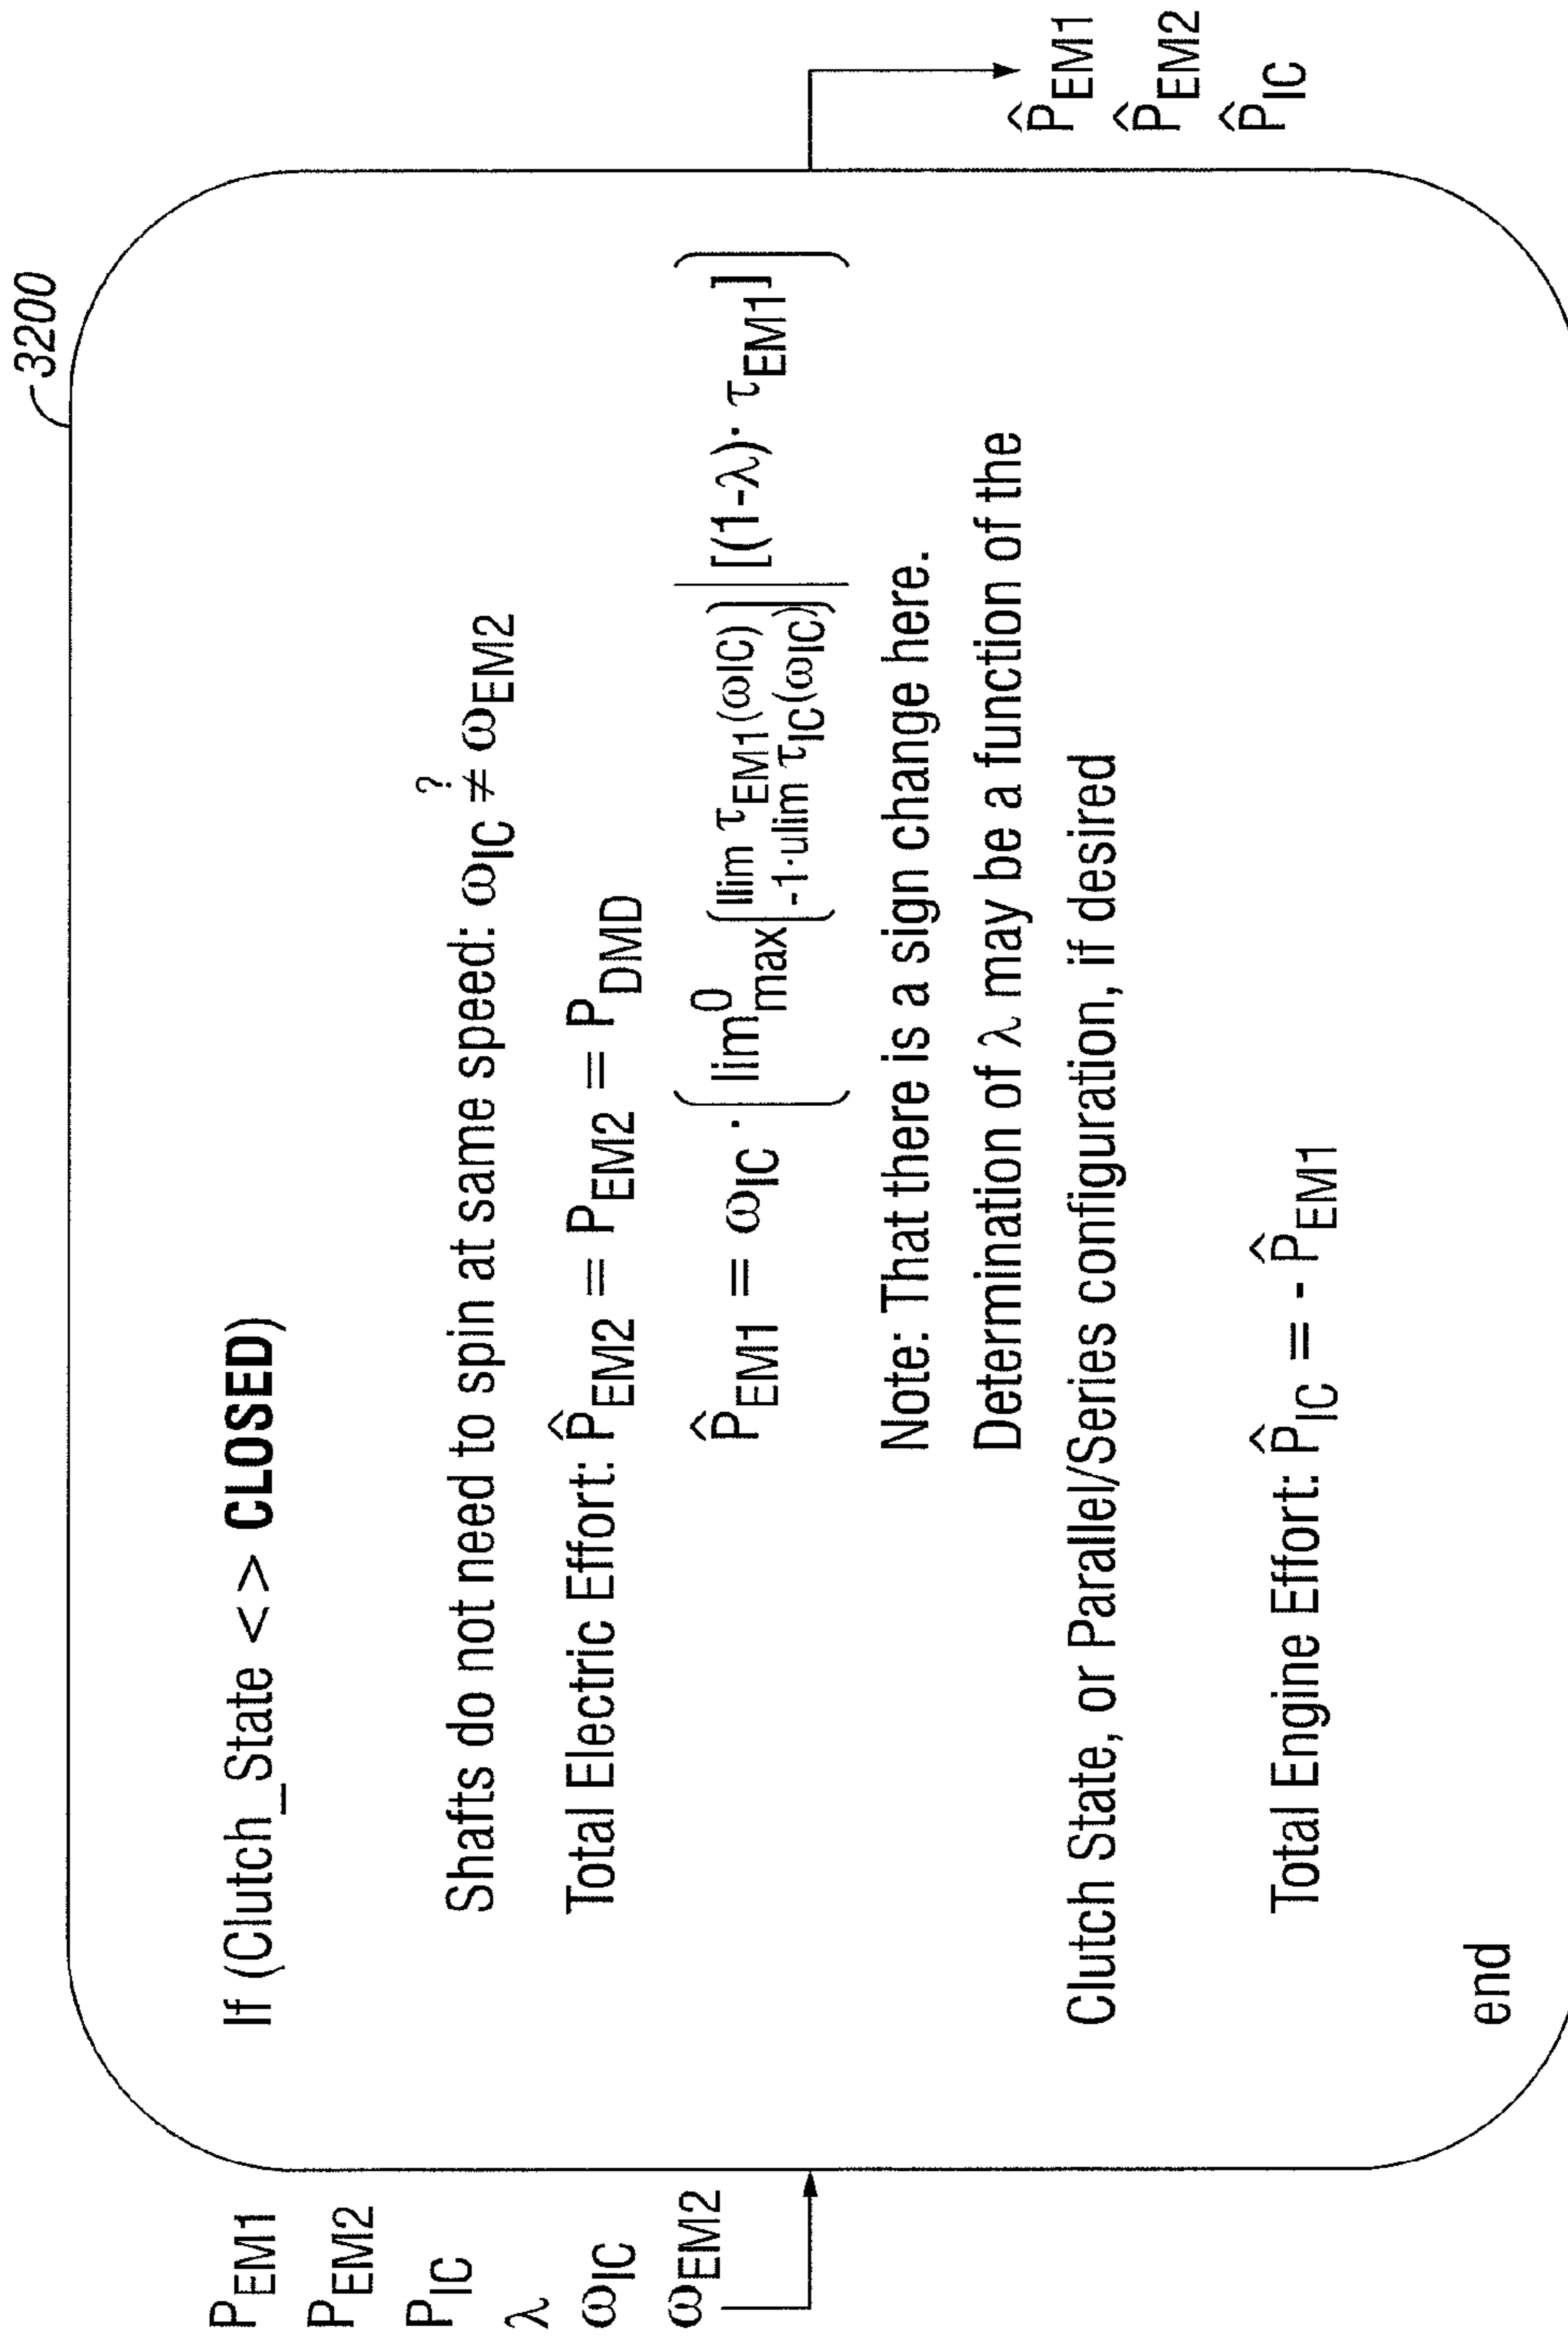 3200
P_EM1
P_EM2
P_IC
λ
ω_IC
ω_EM2
If (Clutch_State < > CLOSED)
Shafts do not need to spin at same speed: ω_IC ≠^? ω_EM2
Total Electric Effort: P̂_EM2 = P_EM2 = P_DMD
P̂_EM1 = ω_IC · { lim^0_max{llim τ_EM1(ω_IC) -1·ulim τ_IC(ω_IC)} | [(1-λ)· τ_EM1] }
Note: That there is a sign change here.
Determination of λ may be a function of the
Clutch State, or Parallel/Series configuration, if desired
Total Engine Effort: P̂_IC = - P̂_EM1
end
P̂_EM1
P̂_EM2
P̂_IC